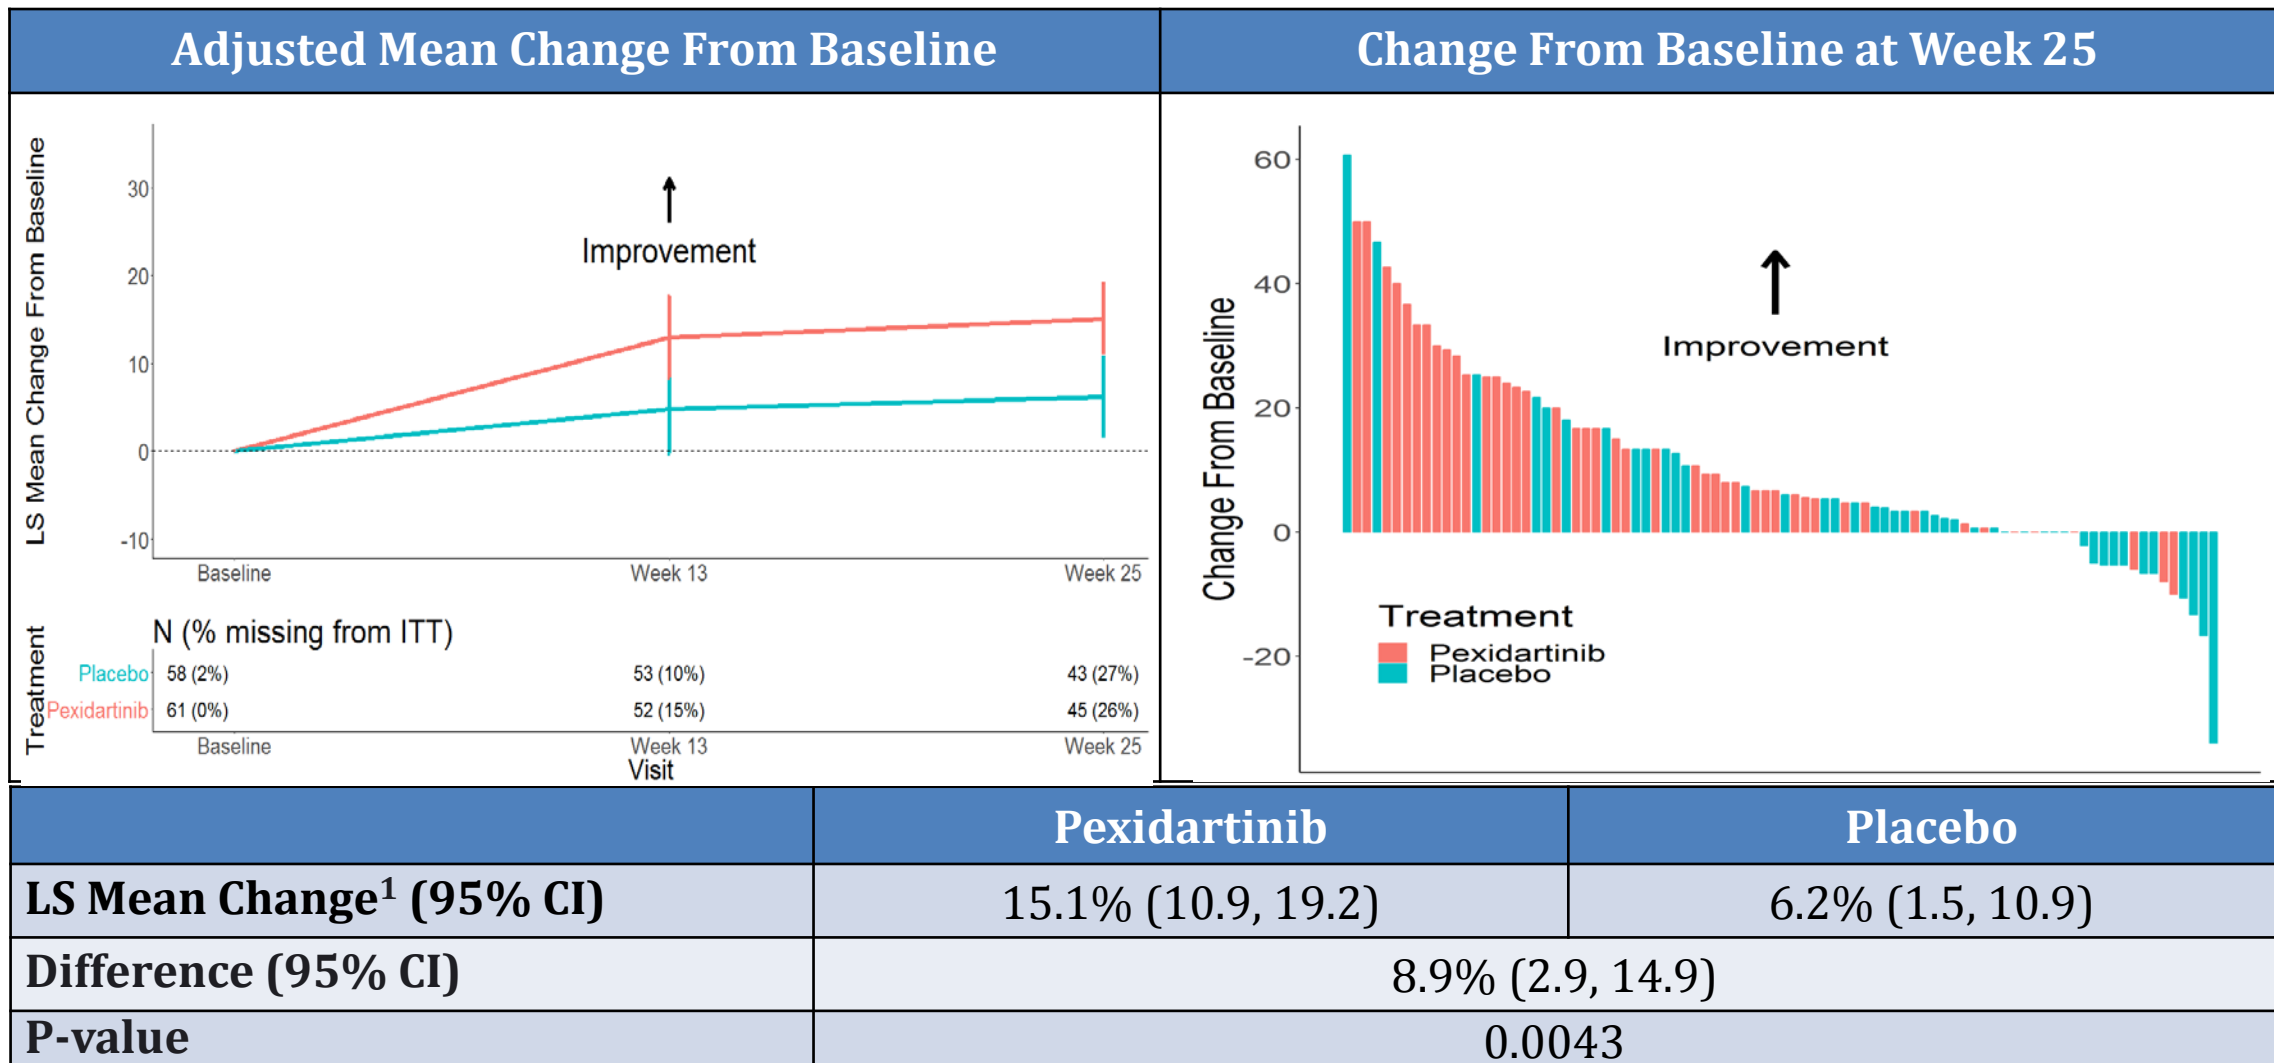 Adjusted Mean Change From Baseline
Change From Baseline at Week 25
LS Mean Change From Baseline
30
20
10
0
-10
Improvement
Baseline
Week 13
Week 25
N (% missing from ITT)
Treatment
Placebo
58 (2%)
53 (10%)
43 (27%)
Pexidartinib
61 (0%)
52 (15%)
45 (26%)
Baseline
Week 13
Week 25
Visit
Change From Baseline
60
40
20
0
-20
Improvement
Treatment
Pexidartinib
Placebo
Pexidartinib
Placebo
LS Mean Change¹ (95% CI)
15.1% (10.9, 19.2)
6.2% (1.5, 10.9)
Difference (95% CI)
8.9% (2.9, 14.9)
P-value
0.0043